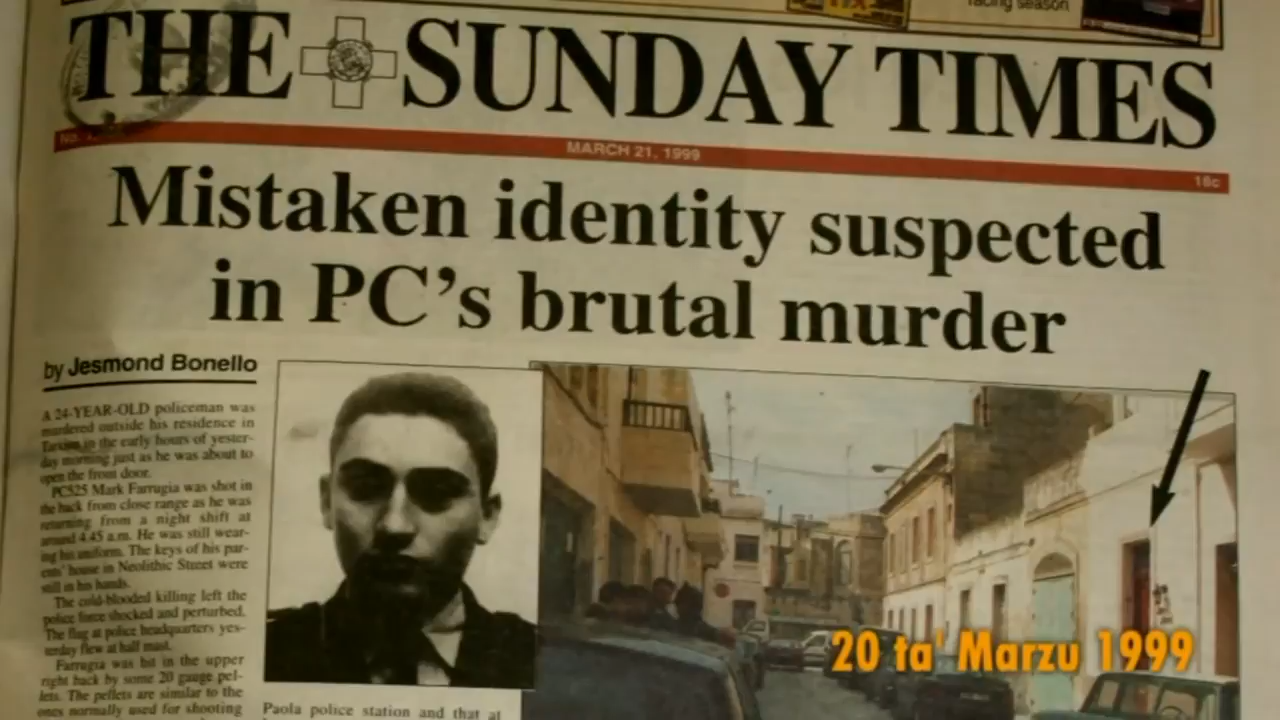 racing season
THE SUNDAY TIMES
MARCH 21, 1999
16c
Mistaken identity suspected
in PC's brutal murder
by Jesmond Bonello
A 24-YEAR-OLD policeman was
murdered outside his residence in
Tarxien in the early hours of yester-
day morning just as he was about to
open the front door.
PC525 Mark Farrugia was shot in
the back from close range as he was
returning from a night shift at
around 4.45 a.m. He was still wear-
ing his uniform. The keys of his par-
ents' house in Neolithic Street were
still in his hands.
The cold-blooded killing left the
police force shocked and perturbed.
The flag at police headquarters yes-
terday flew at half mast.
Farrugia was hit in the upper
right back by some 20 gauge pel-
lets. The pellets are similar to the
ones normally used for shooting
Paola police station and that at
20 ta' Marzu 1999